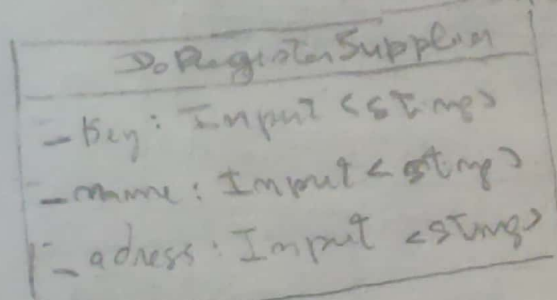 DoRegisterSupplier
- Key: Input <string>
- name: Input <string>
- adress: Input <string>